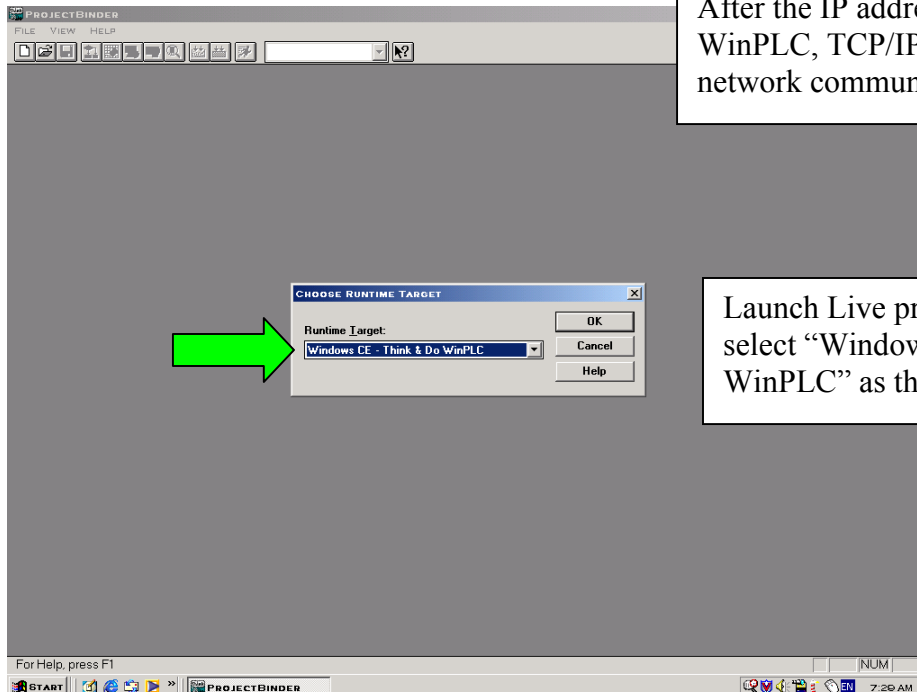 PROJECTBINDER
FILE VIEW HELP
After the IP addre
WinPLC, TCP/IP
network commun
CHOOSE RUNTIME TARGET
Runtime Target:
Windows CE - Think & Do WinPLC
OK
Cancel
Help
Launch Live pr
select “Window
WinPLC” as th
For Help, press F1
NUM
START
»
PROJECTBINDER
EN
7:29 AM